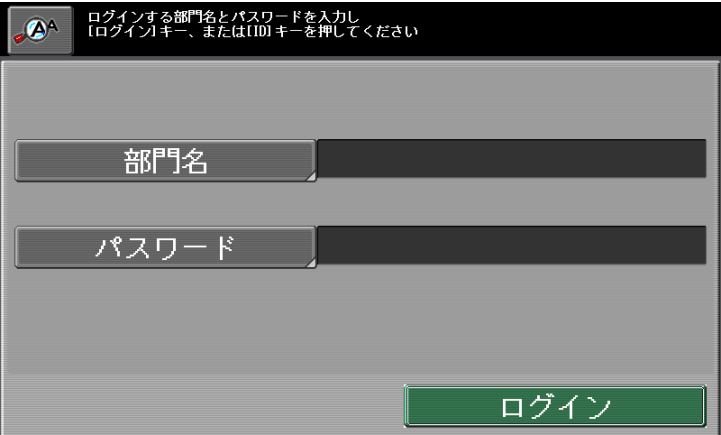 ログインする部門名とパスワードを入力し
[ログイン]キー、または[ID]キーを押してください
部門名
パスワード
ログイン